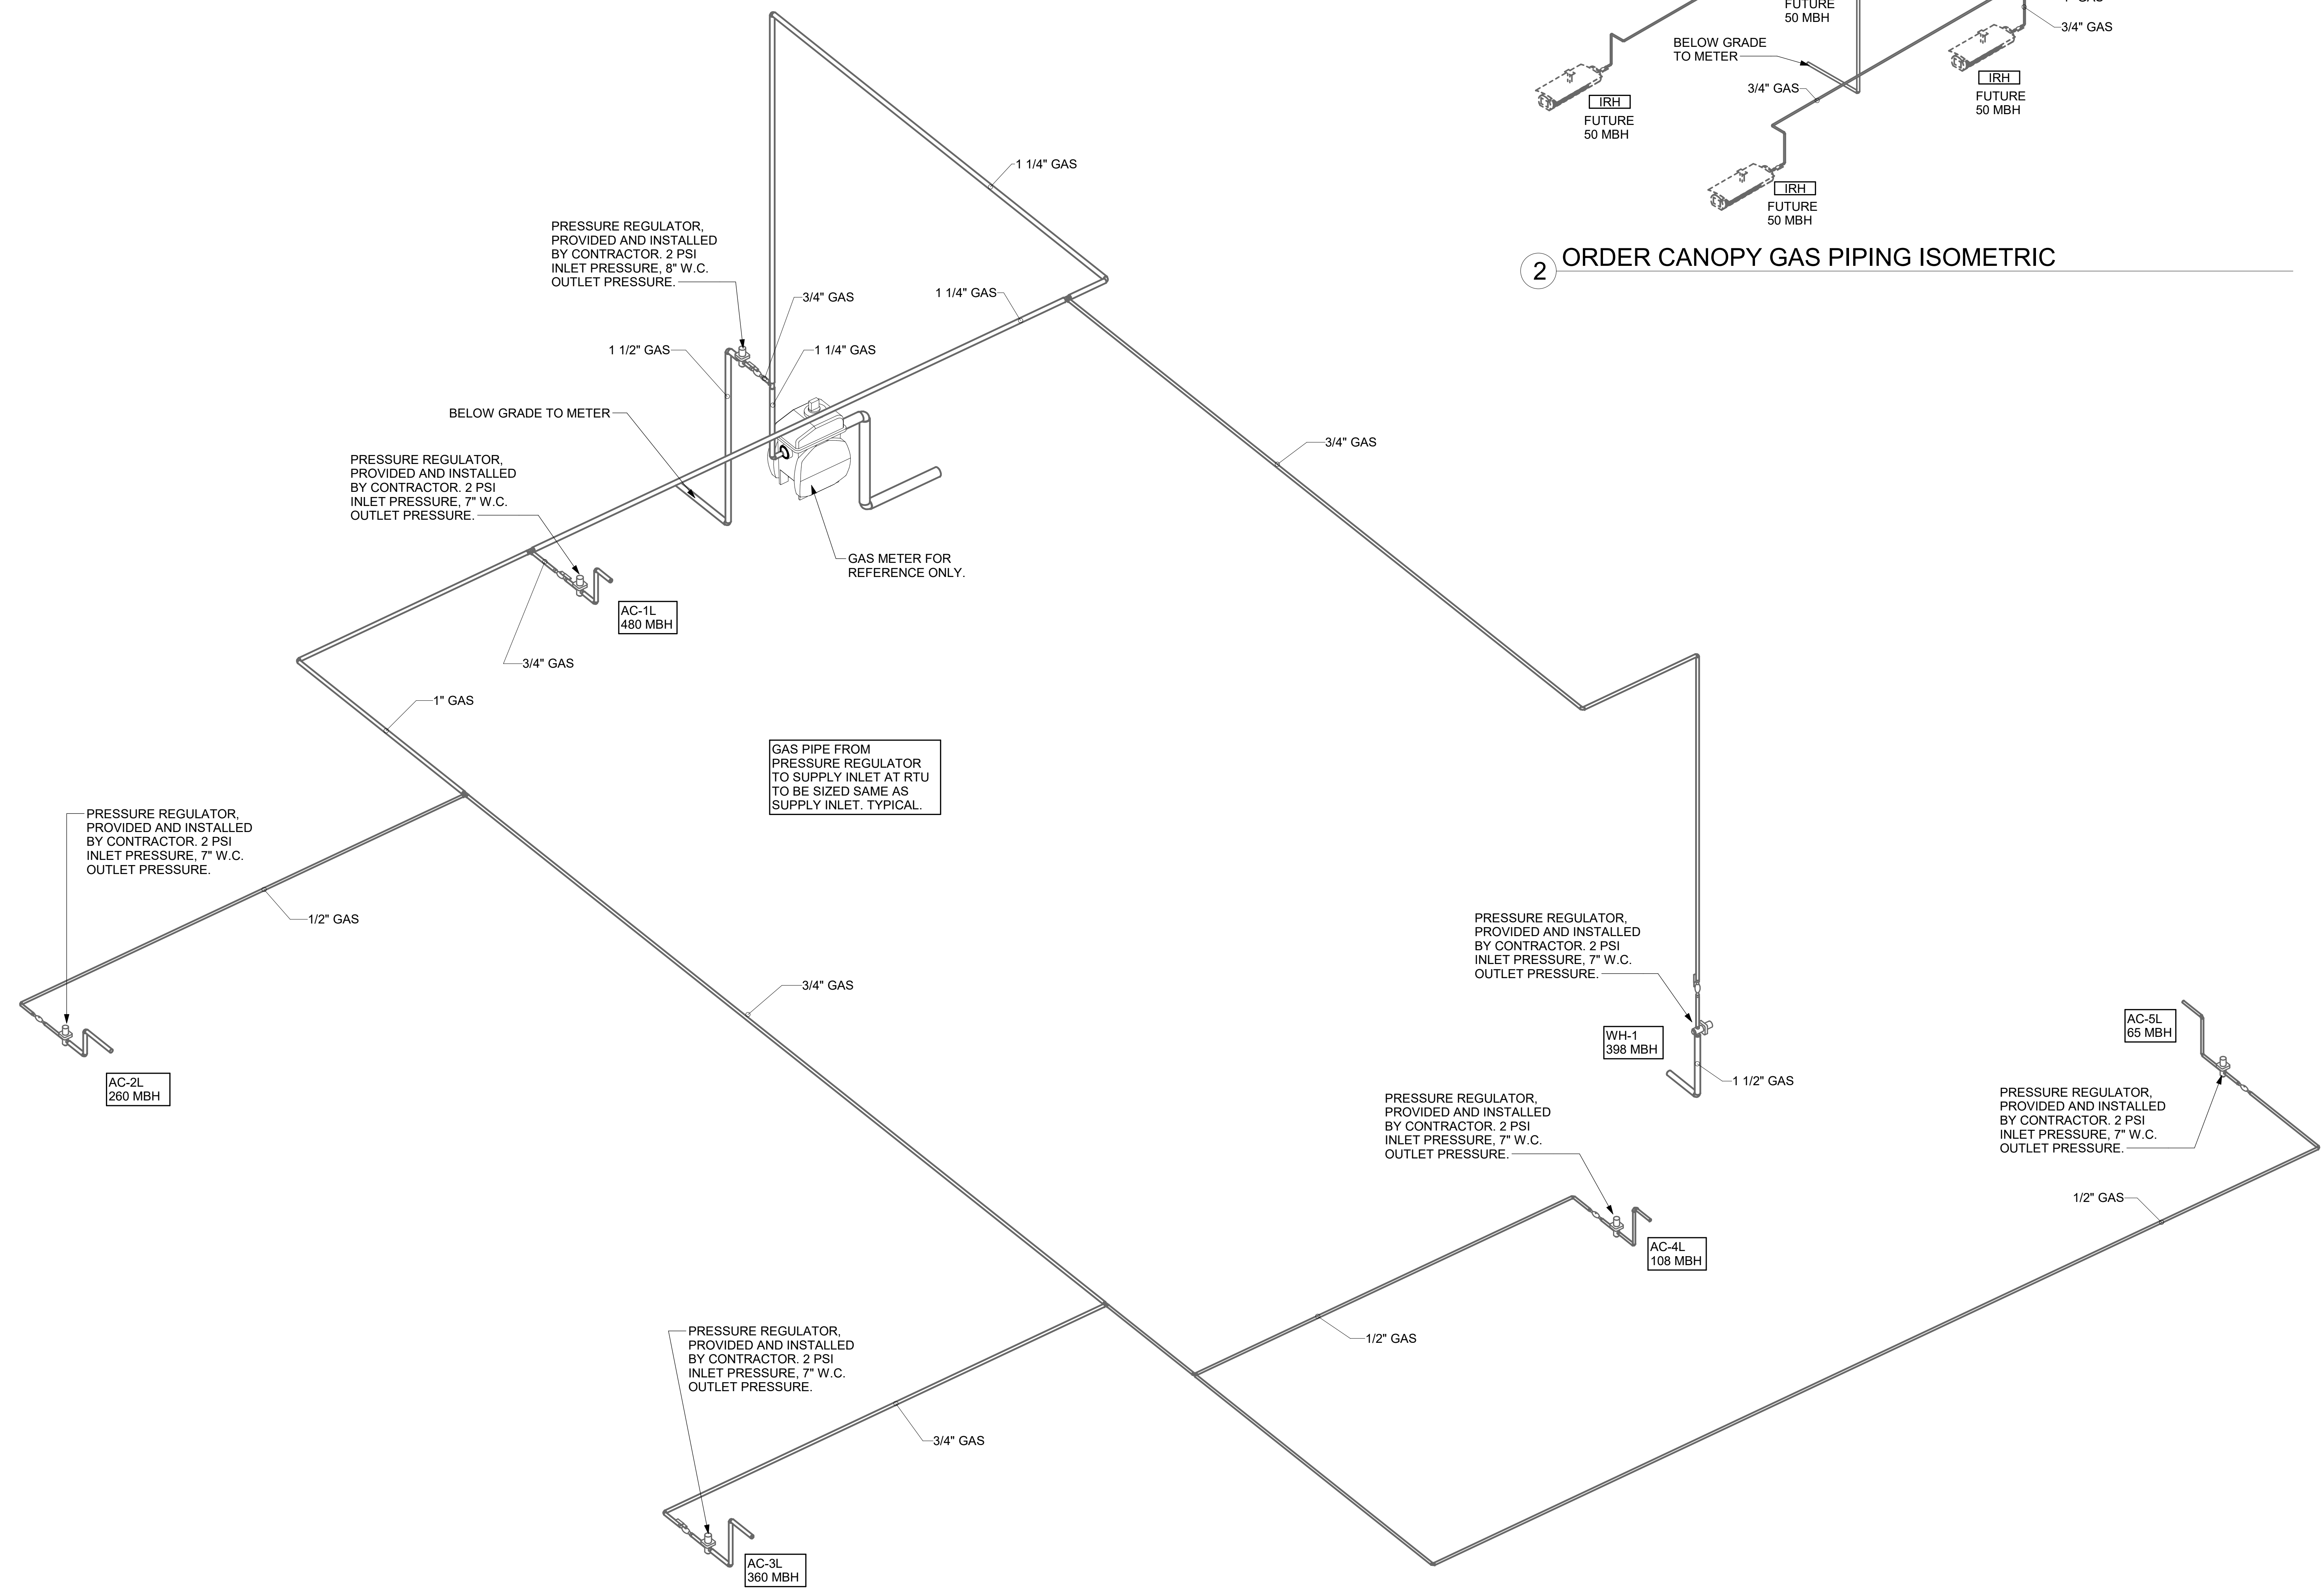 FUTURE
50 MBH
3/4" GAS
BELOW GRADE
TO METER
3/4" GAS
IRH
FUTURE
50 MBH
IRH
FUTURE
50 MBH
IRH
FUTURE
50 MBH
2
ORDER CANOPY GAS PIPING ISOMETRIC
1 1/4" GAS
PRESSURE REGULATOR,
PROVIDED AND INSTALLED
BY CONTRACTOR. 2 PSI
INLET PRESSURE, 8" W.C.
OUTLET PRESSURE.
3/4" GAS
1 1/4" GAS
1 1/2" GAS
1 1/4" GAS
BELOW GRADE TO METER
3/4" GAS
PRESSURE REGULATOR,
PROVIDED AND INSTALLED
BY CONTRACTOR. 2 PSI
INLET PRESSURE, 7" W.C.
OUTLET PRESSURE.
GAS METER FOR
REFERENCE ONLY.
AC-1L
480 MBH
3/4" GAS
1" GAS
GAS PIPE FROM
PRESSURE REGULATOR
TO SUPPLY INLET AT RTU
TO BE SIZED SAME AS
SUPPLY INLET. TYPICAL.
PRESSURE REGULATOR,
PROVIDED AND INSTALLED
BY CONTRACTOR. 2 PSI
INLET PRESSURE, 7" W.C.
OUTLET PRESSURE.
1/2" GAS
AC-2L
260 MBH
3/4" GAS
PRESSURE REGULATOR,
PROVIDED AND INSTALLED
BY CONTRACTOR. 2 PSI
INLET PRESSURE, 7" W.C.
OUTLET PRESSURE.
WH-1
398 MBH
1 1/2" GAS
AC-5L
65 MBH
PRESSURE REGULATOR,
PROVIDED AND INSTALLED
BY CONTRACTOR. 2 PSI
INLET PRESSURE, 7" W.C.
OUTLET PRESSURE.
PRESSURE REGULATOR,
PROVIDED AND INSTALLED
BY CONTRACTOR. 2 PSI
INLET PRESSURE, 7" W.C.
OUTLET PRESSURE.
1/2" GAS
AC-4L
108 MBH
1/2" GAS
PRESSURE REGULATOR,
PROVIDED AND INSTALLED
BY CONTRACTOR. 2 PSI
INLET PRESSURE, 7" W.C.
OUTLET PRESSURE.
3/4" GAS
AC-3L
360 MBH